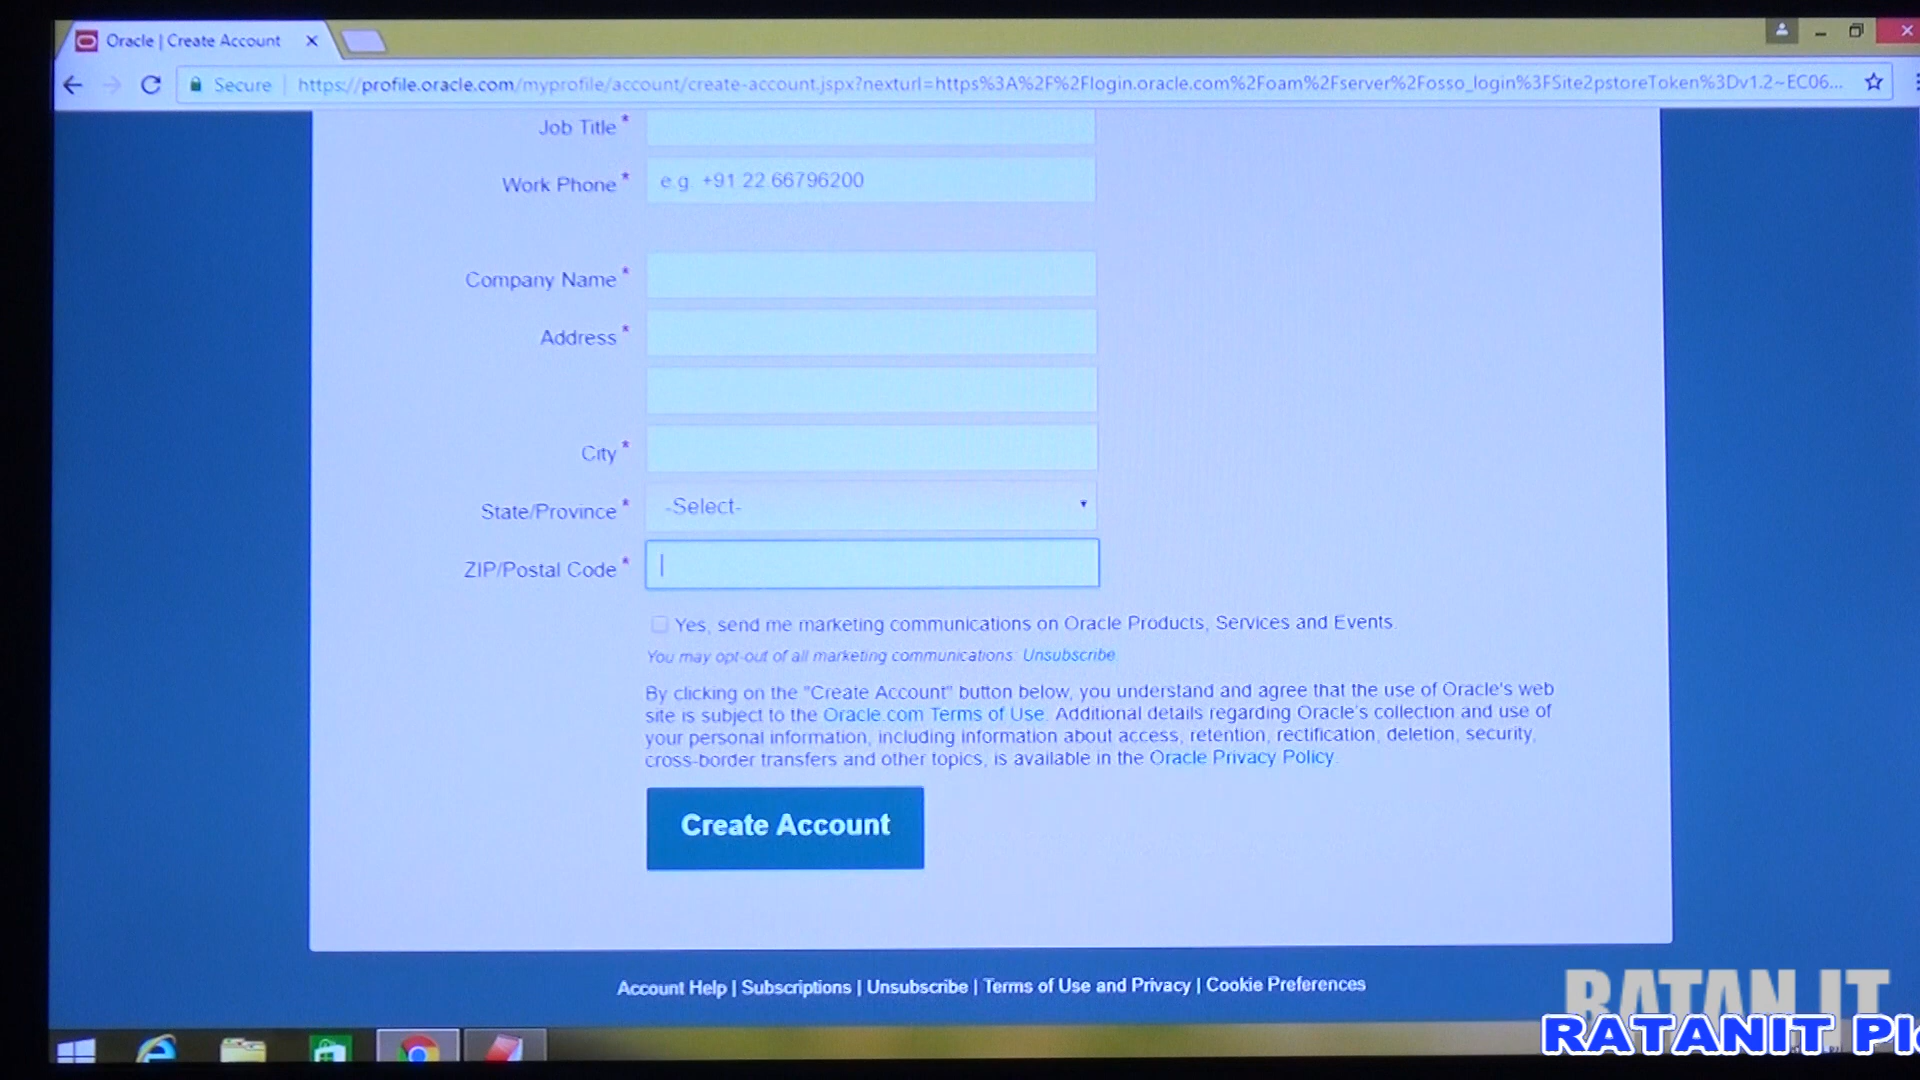 Oracle | Create Account
Secure https://profile.oracle.com/myprofile/account/create-account.jspx?nexturl=https%3A%2F%2Flogin.oracle.com%2Foam%2Fserver%2Fosso_login%3FSite2pstoreToken%3Dv1.2~EC06...
Job Title *
Work Phone * e.g. +91 22 66796200
Company Name *
Address *
City *
State/Province * -Select-
ZIP/Postal Code *
Yes, send me marketing communications on Oracle Products, Services and Events.
You may opt-out of all marketing communications: Unsubscribe.
By clicking on the "Create Account" button below, you understand and agree that the use of Oracle's web
site is subject to the Oracle.com Terms of Use. Additional details regarding Oracle's collection and use of
your personal information, including information about access, retention, rectification, deletion, security,
cross-border transfers and other topics, is available in the Oracle Privacy Policy.
Create Account
Account Help | Subscriptions | Unsubscribe | Terms of Use and Privacy | Cookie Preferences
RATAN IT
RATANIT